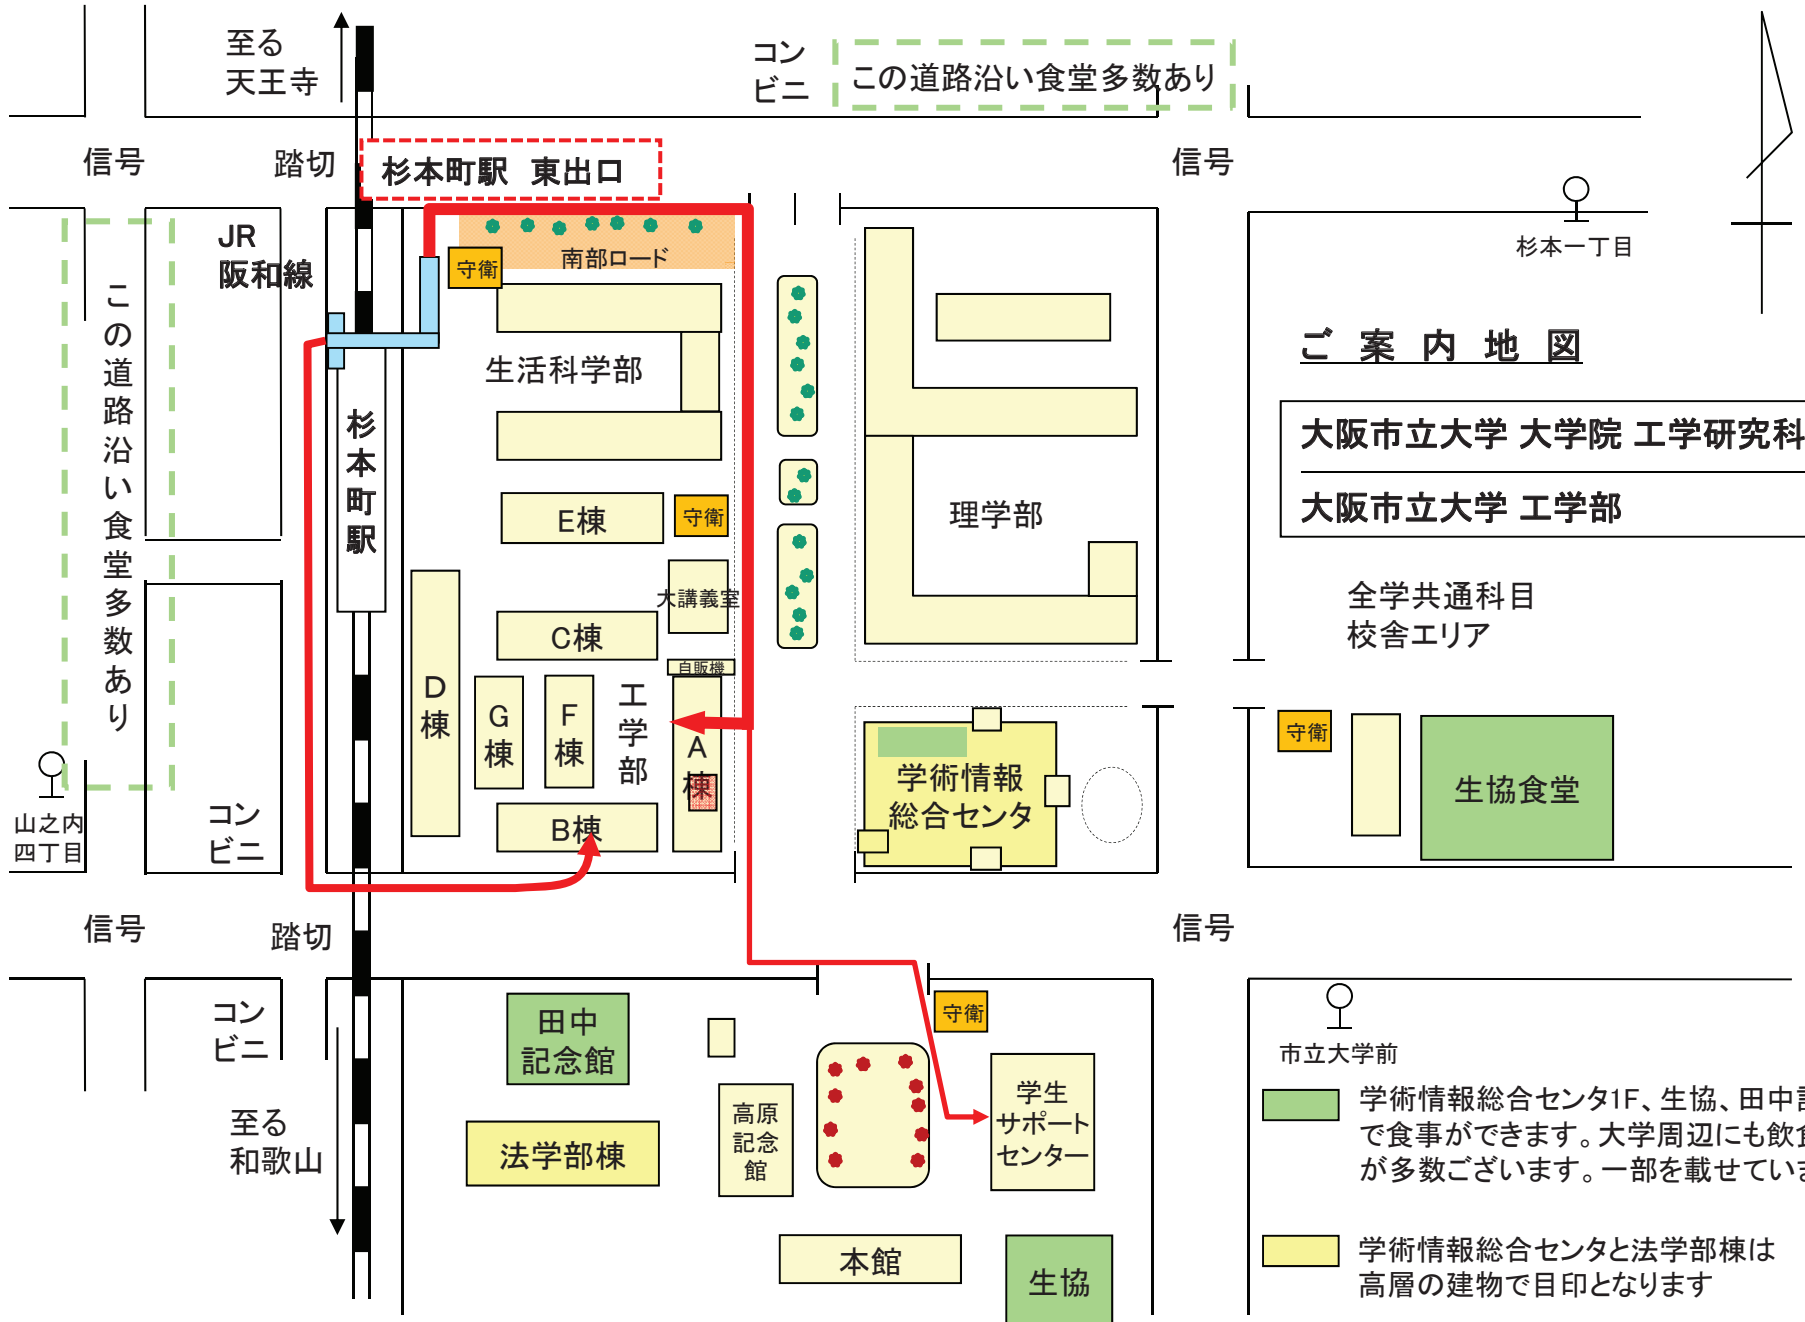 至る
天王寺
コン
ビニ
この道路沿い食堂多数あり
信号
踏切
杉本町駅　東出口
信号
JR
阪和線
守衛
南部ロード
杉本一丁目
この道路沿い食堂多数あり
生活科学部
ご 案 内 地 図
杉本町駅
大阪市立大学 大学院 工学研究科
大阪市立大学 工学部
E棟
守衛
理学部
大講義室
全学共通科目
校舎エリア
C棟
自販機
D棟
G棟
F棟
工学部
A棟
守衛
学術情報
総合センタ
生協食堂
B棟
山之内
四丁目
コン
ビニ
信号
踏切
信号
コン
ビニ
田中
記念館
守衛
市立大学前
至る
和歌山
法学部棟
高原
記念
館
学生
サポート
センター
学術情報総合センタ1F、生協、田中記
で食事ができます。大学周辺にも飲食
が多数ございます。一部を載せていま
本館
生協
学術情報総合センタと法学部棟は
高層の建物で目印となります